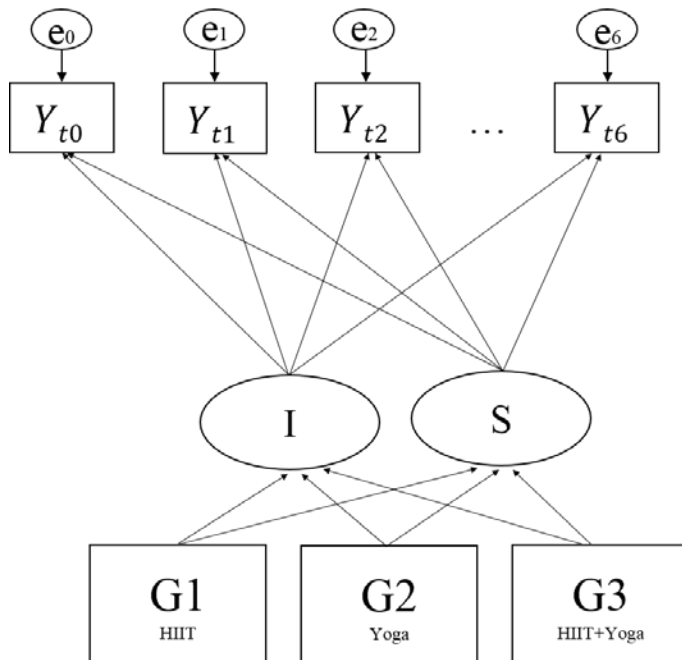 e0 e1 e2 e6
Yt0 Yt1 Yt2 ... Yt6
I S
G1 G2 G3
HIIT Yoga HIIT+Yoga